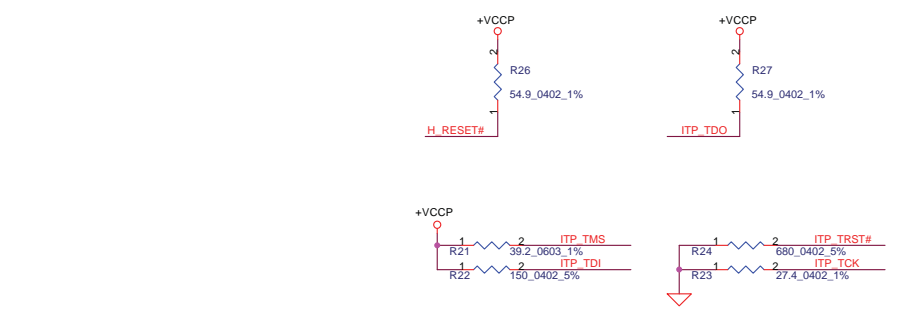 +VCCP
+VCCP
2
2
R26
R27
54.9_0402_1%
54.9_0402_1%
1
1
H_RESET#
ITP_TDO
+VCCP
1
2
ITP_TMS
R21
39.2_0603_1%
1
2
ITP_TDI
R22
150_0402_5%
1
2
ITP_TRST#
R24
680_0402_5%
1
2
ITP_TCK
R23
27.4_0402_1%